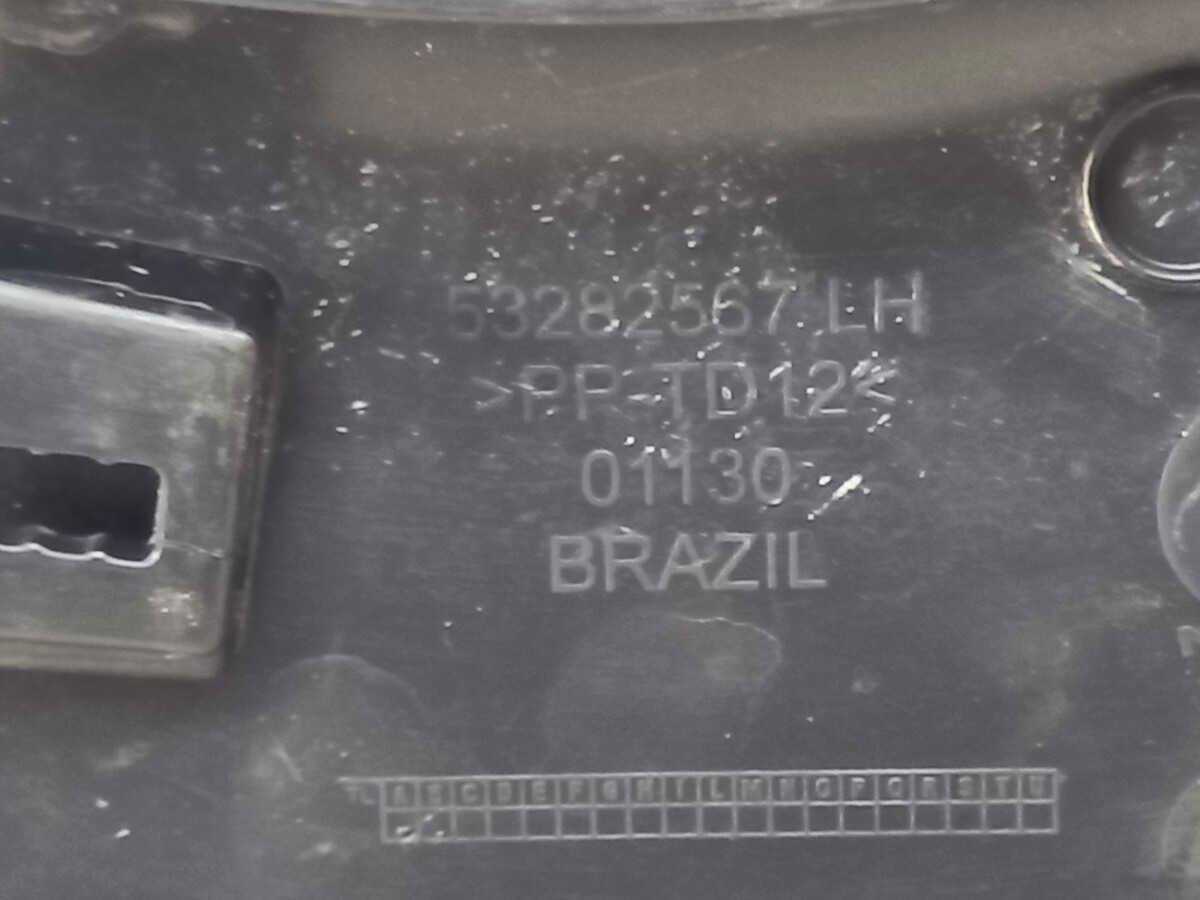 53282567 LH
>PP-TD12<
01130
BRAZIL
A B C D E F G H I L M N O P Q R S T U